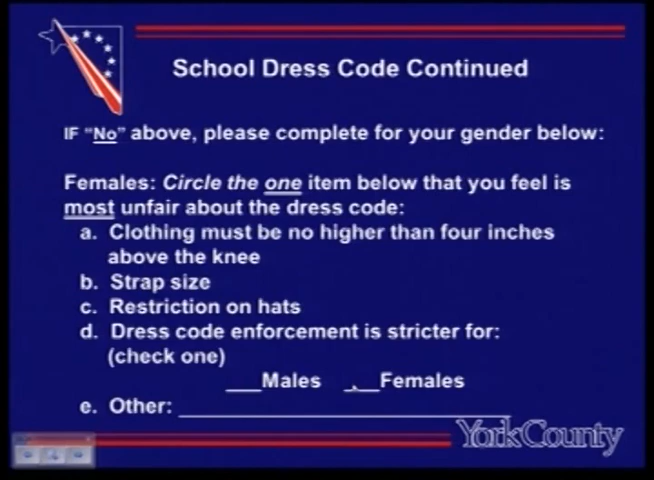 School Dress Code Continued
IF "No" above, please complete for your gender below:
Females: Circle the one item below that you feel is
most unfair about the dress code:
a. Clothing must be no higher than four inches
above the knee
b. Strap size
c. Restriction on hats
d. Dress code enforcement is stricter for:
(check one)
___Males ___Females
e. Other: ______________________________
YorkCounty